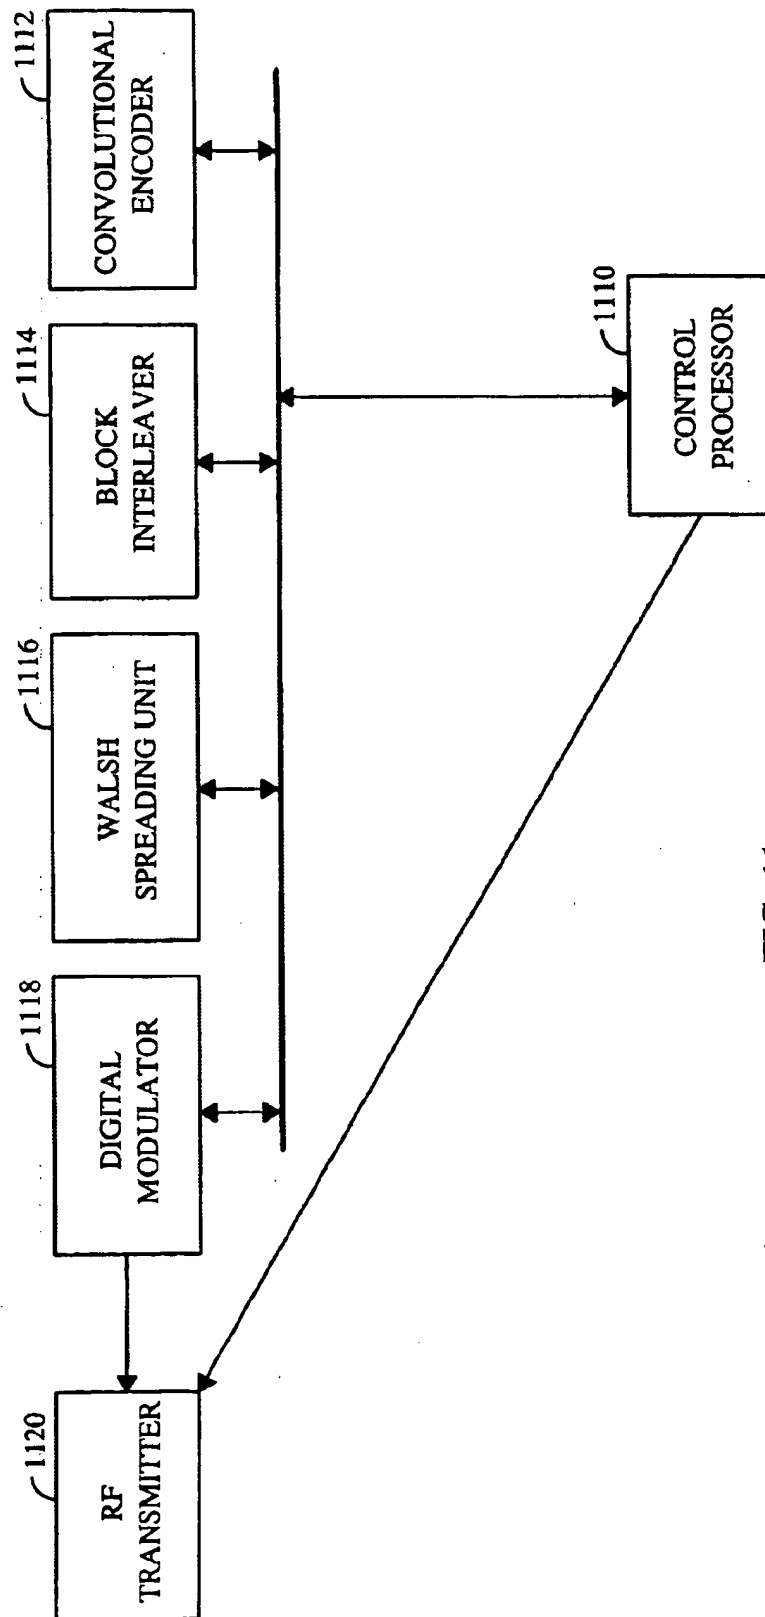 1112
CONVOLUTIONAL
ENCODER
1114
BLOCK
INTERLEAVER
1116
WALSH
SPREADING UNIT
1118
DIGITAL
MODULATOR
1120
RF
TRANSMITTER
1110
CONTROL
PROCESSOR